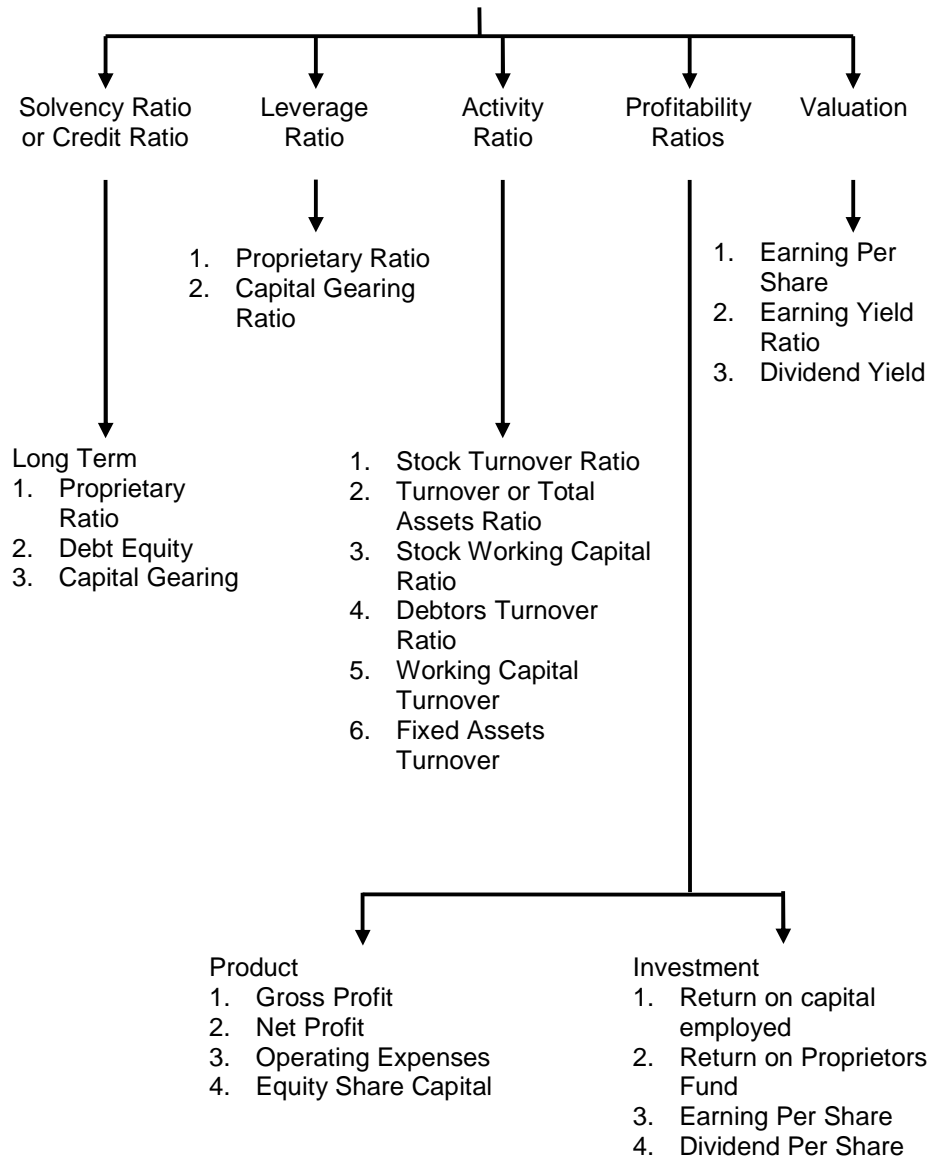 Solvency Ratio
or Credit Ratio
Leverage
Ratio
Activity
Ratio
Profitability
Ratios
Valuation
1. Proprietary Ratio
2. Capital Gearing
Ratio
1. Earning Per
Share
2. Earning Yield
Ratio
3. Dividend Yield
Long Term
1. Proprietary
Ratio
2. Debt Equity
3. Capital Gearing
1. Stock Turnover Ratio
2. Turnover or Total
Assets Ratio
3. Stock Working Capital
Ratio
4. Debtors Turnover
Ratio
5. Working Capital
Turnover
6. Fixed Assets
Turnover
Product
1. Gross Profit
2. Net Profit
3. Operating Expenses
4. Equity Share Capital
Investment
1. Return on capital
employed
2. Return on Proprietors
Fund
3. Earning Per Share
4. Dividend Per Share